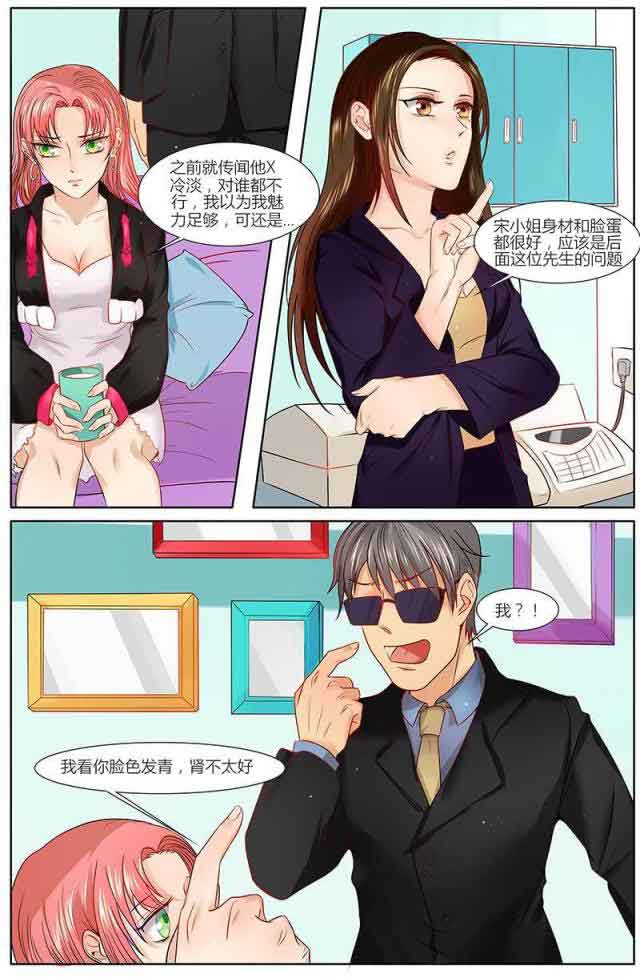 之前就传闻他X
冷淡，对谁都不
行，我以为我魅
力足够，可还是...
宋小姐身材和脸蛋
都很好，应该是后
面这位先生的问题
我？！
我看你脸色发青，肾不太好